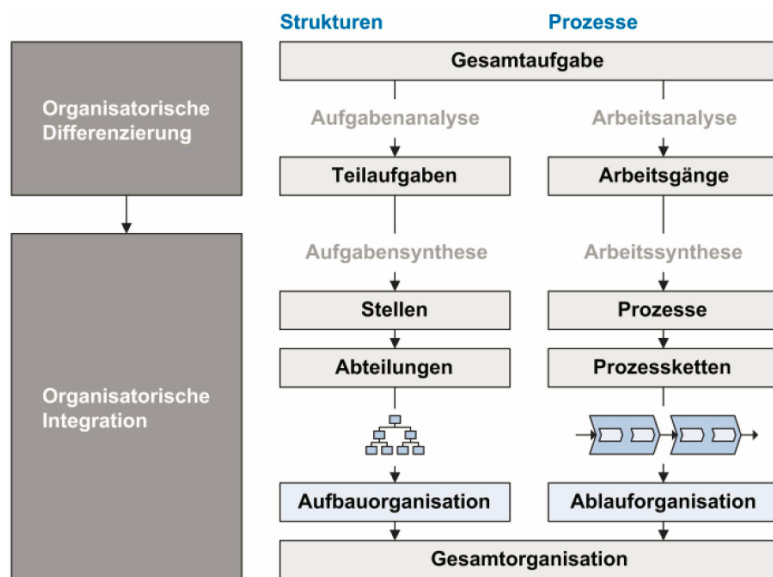 Strukturen
Prozesse
Gesamtaufgabe
Organisatorische
Differenzierung
Aufgabenanalyse
Arbeitsanalyse
Teilaufgaben
Arbeitsgänge
Aufgabensynthese
Arbeitssynthese
Stellen
Prozesse
Abteilungen
Prozessketten
Organisatorische
Integration
Aufbauorganisation
Ablauforganisation
Gesamtorganisation